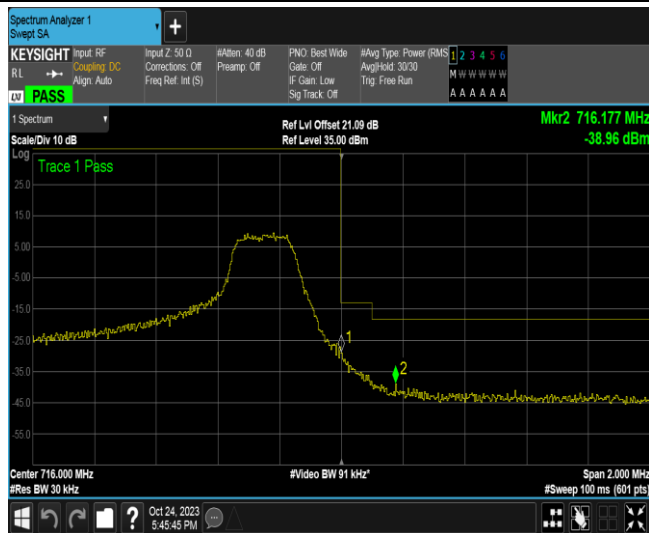 Spectrum Analyzer 1
Swept SA
+
KEYSIGHT Input: RF Input Z: 50 Ω #Atten: 40 dB PNO: Best Wide #Avg Type: Power (RMS 1 2 3 4 5 6
RL Coupling: DC Corrections: Off Preamp: Off Gate: Off Avg|Hold: 30/30 M W W W W W
Align: Auto Freq Ref: Int (S) IF Gain: Low Trig: Free Run
LXI PASS Sig Track: Off A A A A A A
1 Spectrum Ref Lvl Offset 21.09 dB Mkr2 716.177 MHz
Scale/Div 10 dB Ref Level 35.00 dBm -38.96 dBm
Log
Trace 1 Pass
25.0
15.0
5.00
-5.00
-15.0
-25.0
1
-35.0
2
-45.0
-55.0
Center 716.000 MHz #Video BW 91 kHz* Span 2.000 MHz
#Res BW 30 kHz #Sweep 100 ms (601 pts)
? Oct 24, 2023
5:45:45 PM